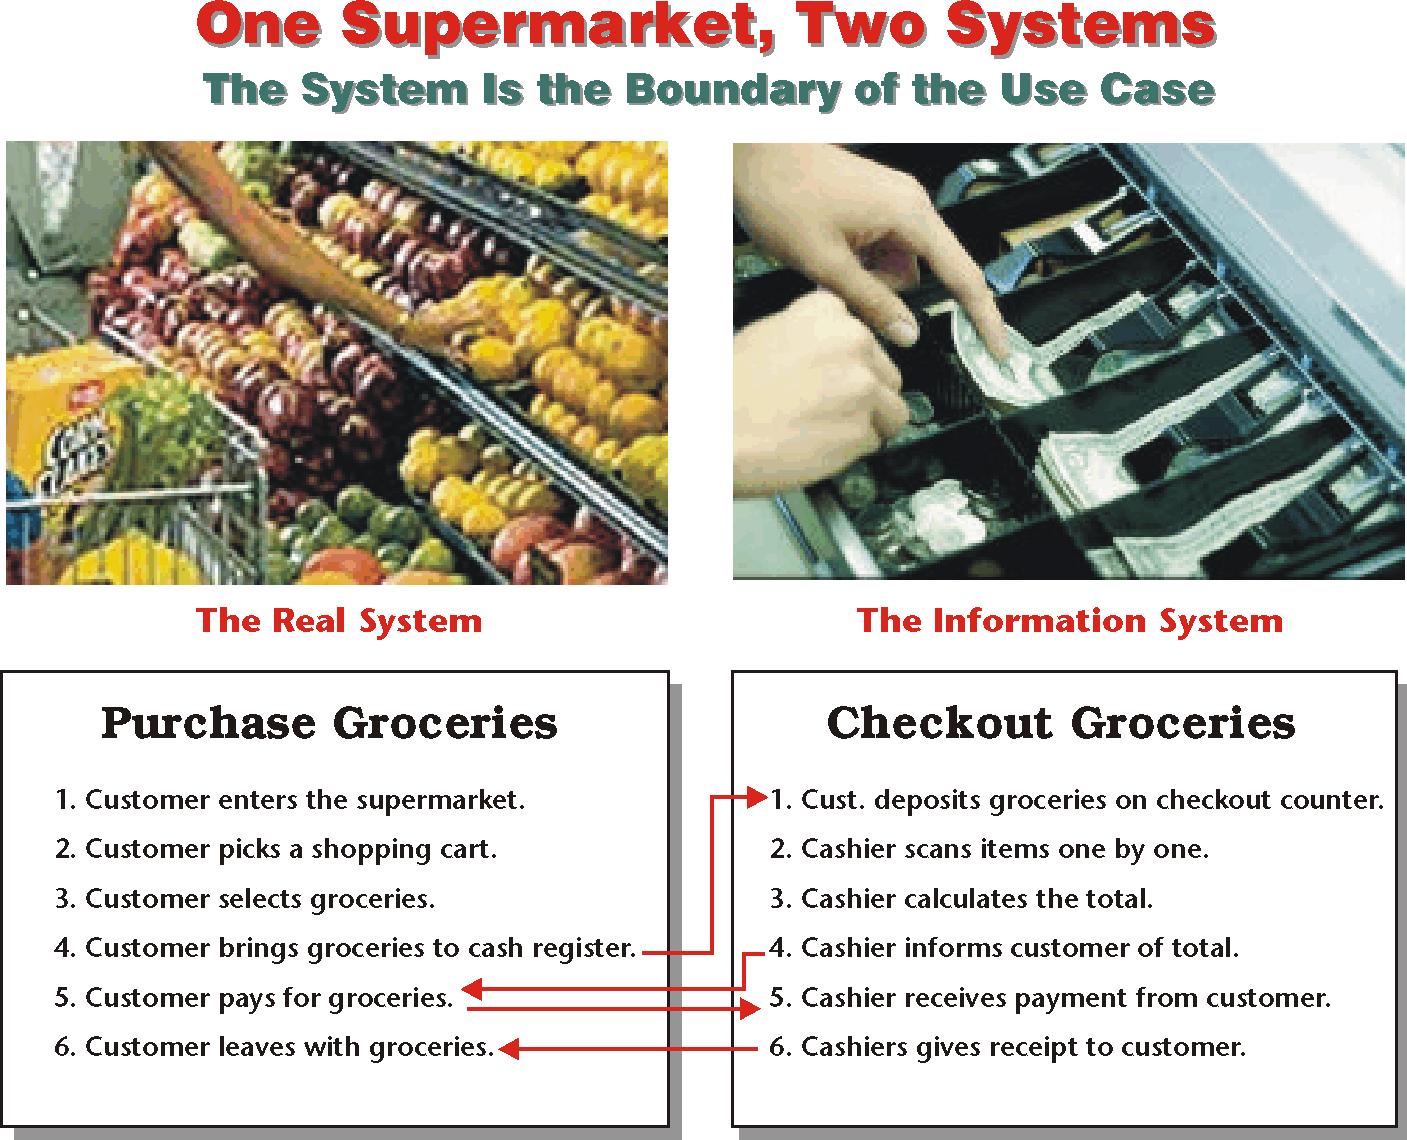 One Supermarket, Two Systems
The System Is the Boundary of the Use Case
The Real System
The Information System
Purchase Groceries
1. Customer enters the supermarket.
2. Customer picks a shopping cart.
3. Customer selects groceries.
4. Customer brings groceries to cash register.
5. Customer pays for groceries.
6. Customer leaves with groceries.
Checkout Groceries
1. Cust. deposits groceries on checkout counter.
2. Cashier scans items one by one.
3. Cashier calculates the total.
4. Cashier informs customer of total.
5. Cashier receives payment from customer.
6. Cashiers gives receipt to customer.